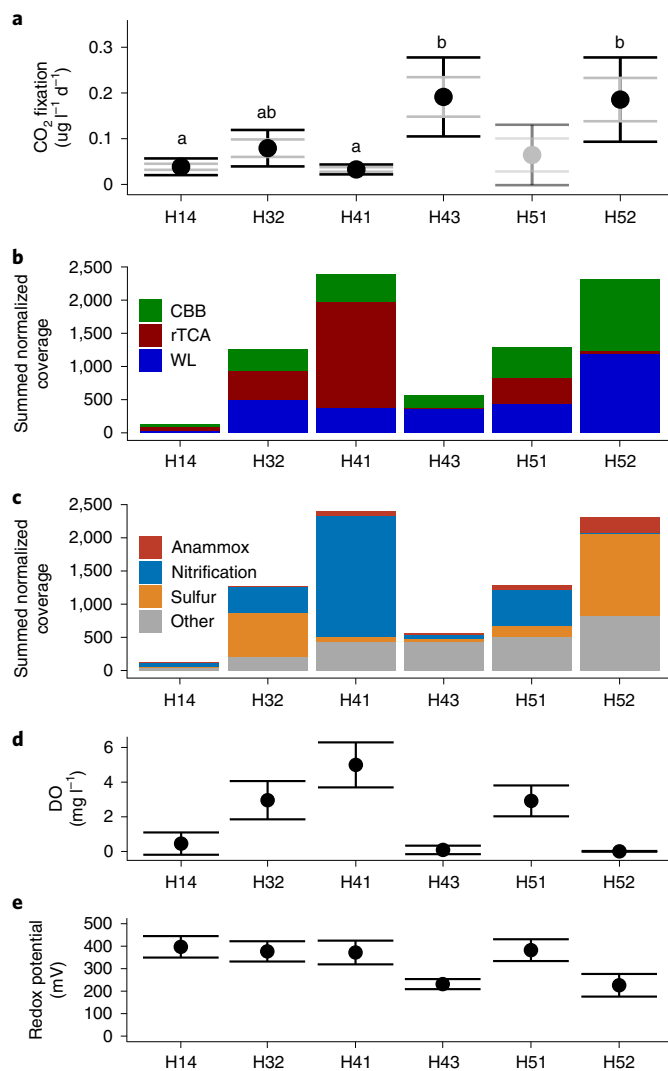 a
CO2 fixation
(ug l−1 d−1)
0.3
0.2
0.1
0
a
ab
a
b
b
H14 H32 H41 H43 H51 H52
b
Summed normalized
coverage
2,500
2,000
1,500
1,000
500
0
CBB
rTCA
WL
H14 H32 H41 H43 H51 H52
c
Summed normalized
coverage
2,500
2,000
1,500
1,000
500
0
Anammox
Nitrification
Sulfur
Other
H14 H32 H41 H43 H51 H52
d
DO
(mg l−1)
6
4
2
0
H14 H32 H41 H43 H51 H52
e
Redox potential
(mV)
500
400
300
200
100
0
H14 H32 H41 H43 H51 H52